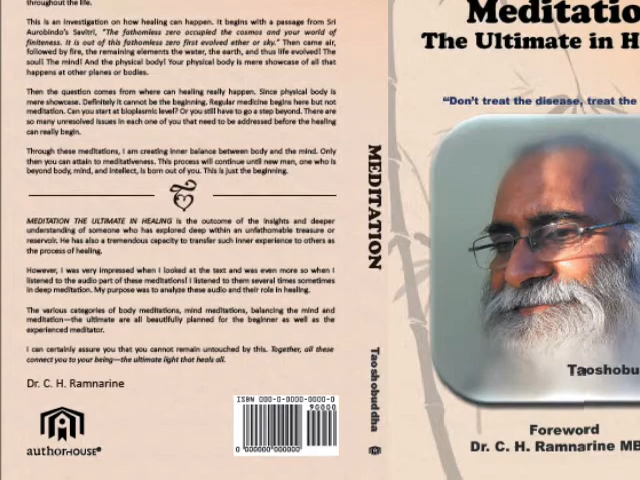 throughout the life.
This is an investigation on how healing can happen. It begins with a passage from Sri
Aurobindo's Savitri, "The fathomless zero occupied the cosmos and your world of
finiteness. It is out of this fathomless zero first evolved ether or sky." Then came air,
followed by fire, the remaining elements the water, the earth, and thus life evolved! The
soul! The mind! And the physical body! Your physical body is mere showcase of all that
happens at other planes or bodies.
Then the question comes from where can healing really happen. Since physical body is
mere showcase. Definitely it cannot be the beginning. Regular medicine begins here but not
meditation. Can you start at bioplasmic level? Or you still have to go a step beyond. There are
so many unresolved issues in each one of you that need to be addressed before the healing
can really begin.
Through these meditations, I am creating inner balance between body and the mind. Only
then you can attain to meditativeness. This process will continue until new man, one who is
beyond body, mind, and intellect, is born out of you. This is just the beginning.
MEDITATION THE ULTIMATE IN HEALING is the outcome of the insights and deeper
understanding of someone who has explored deep within an unfathomable treasure or
reservoir. He has also a tremendous capacity to transfer such inner experience to others as
the process of healing.
However, I was very impressed when I looked at the text and was even more so when I
listened to the audio part of these meditations! I listened to them several times sometimes
in deep meditation. My purpose was to analyze these audio and their role in healing.
The various categories of body meditations, mind meditations, balancing the mind and
meditation—the ultimate are all beautifully planned for the beginner as well as the
experienced meditator.
I can certainly assure you that you cannot remain untouched by this. Together, all these
connect you to your being—the ultimate light that heals all.
Dr. C. H. Ramnarine
authorHOUSE®
ISBN 000-0-0000-0000-0
90000
0 000000 000000
MEDITATION
Taoshobuddha
Meditatio
The Ultimate in H
"Don't treat the disease, treat the
Taoshobu
Foreword
Dr. C. H. Ramnarine MB